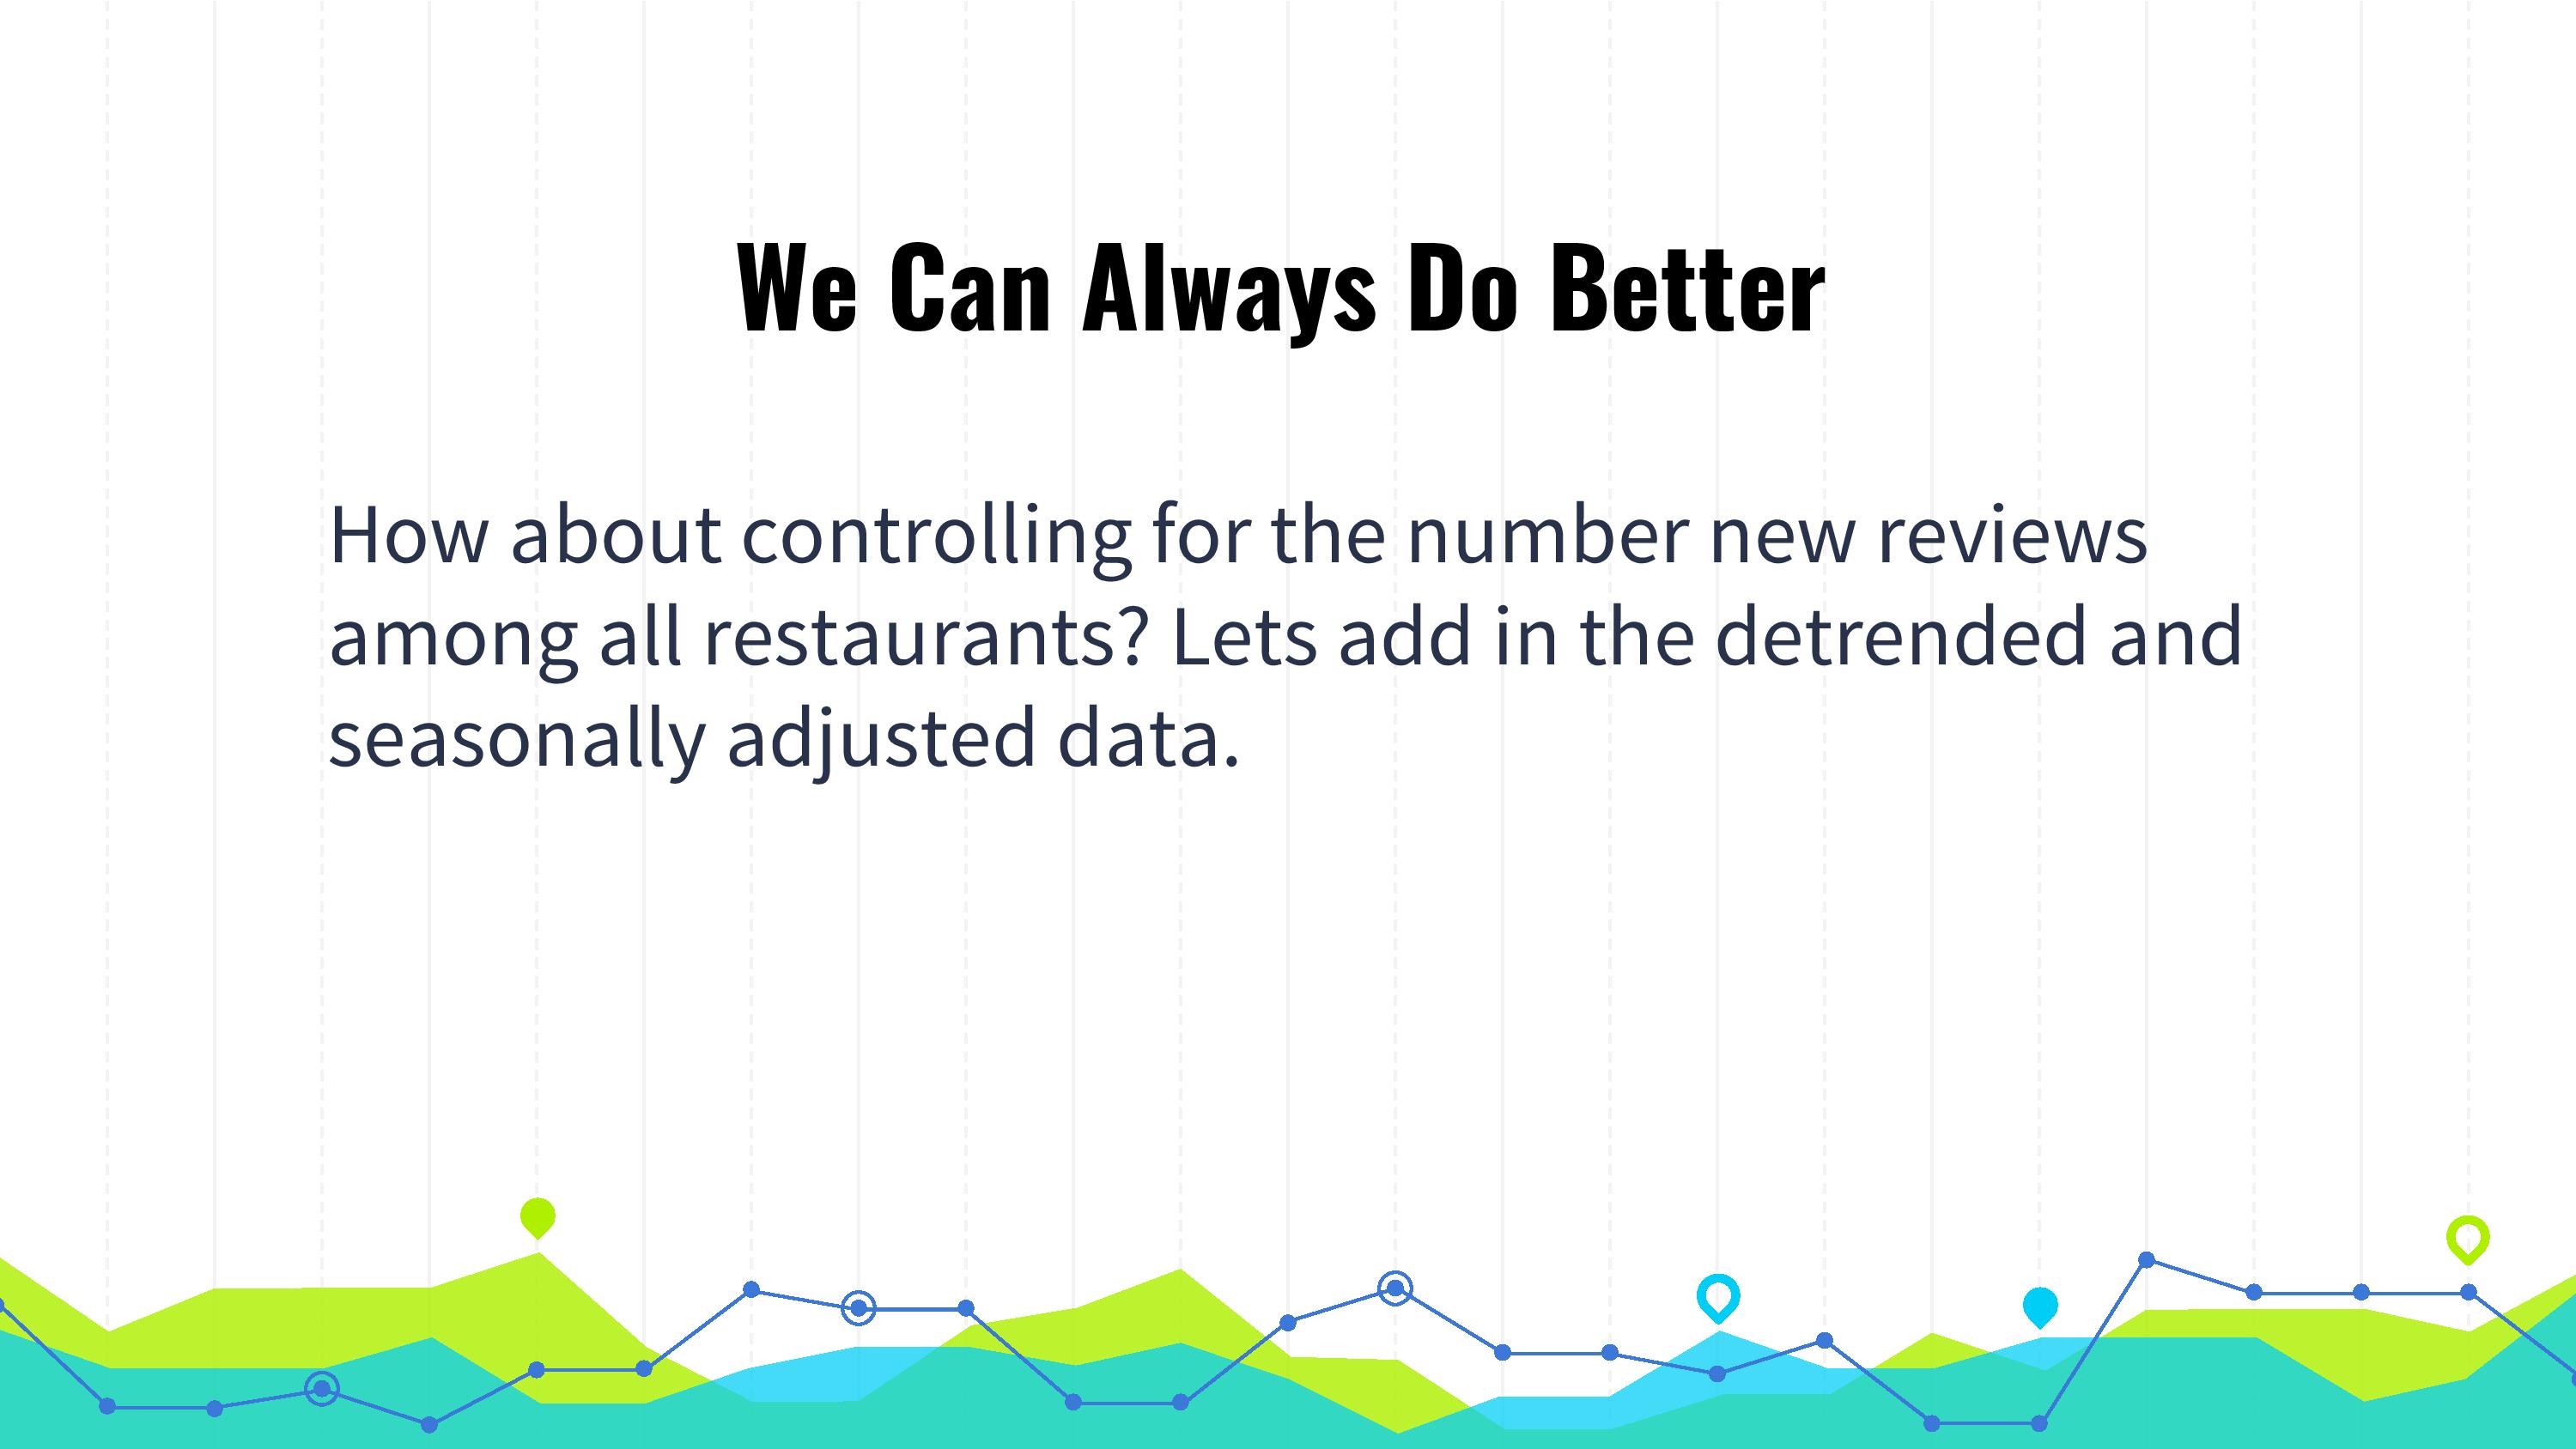 We Can Always Do Better
How about controlling for the number new reviews
among all restaurants? Lets add in the detrended and
seasonally adjusted data.